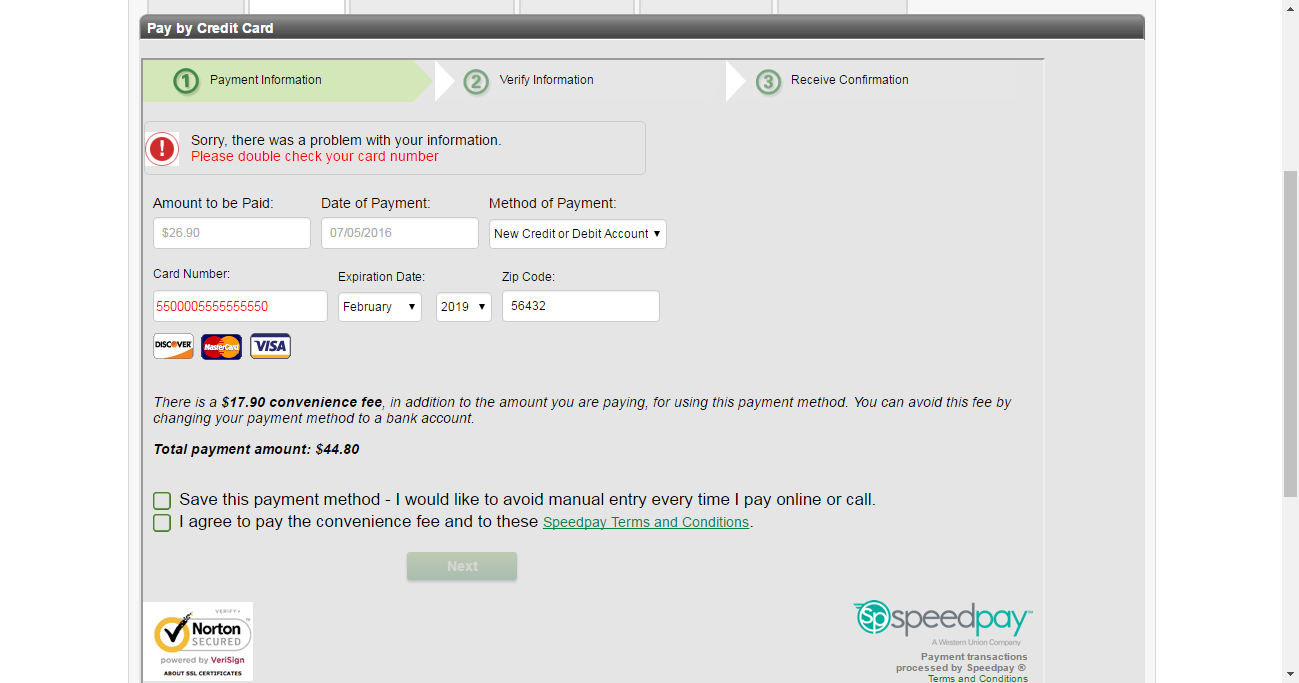 Pay by Credit Card
1 Payment Information 2 Verify Information 3 Receive Confirmation
Sorry, there was a problem with your information.
Please double check your card number
Amount to be Paid: Date of Payment: Method of Payment:
$26.90 07/05/2016 New Credit or Debit Account
Card Number: Expiration Date: Zip Code:
5500005555555550 February 2019 56432
DISCOVER MasterCard VISA
There is a $17.90 convenience fee, in addition to the amount you are paying, for using this payment method. You can avoid this fee by
changing your payment method to a bank account.
Total payment amount: $44.80
Save this payment method - I would like to avoid manual entry every time I pay online or call.
I agree to pay the convenience fee and to these Speedpay Terms and Conditions.
Next
VERIFY
Norton
SECURED
powered by VeriSign
ABOUT SSL CERTIFICATES
Sp speedpay™
A Western Union Company
Payment transactions
processed by Speedpay ®
Terms and Conditions